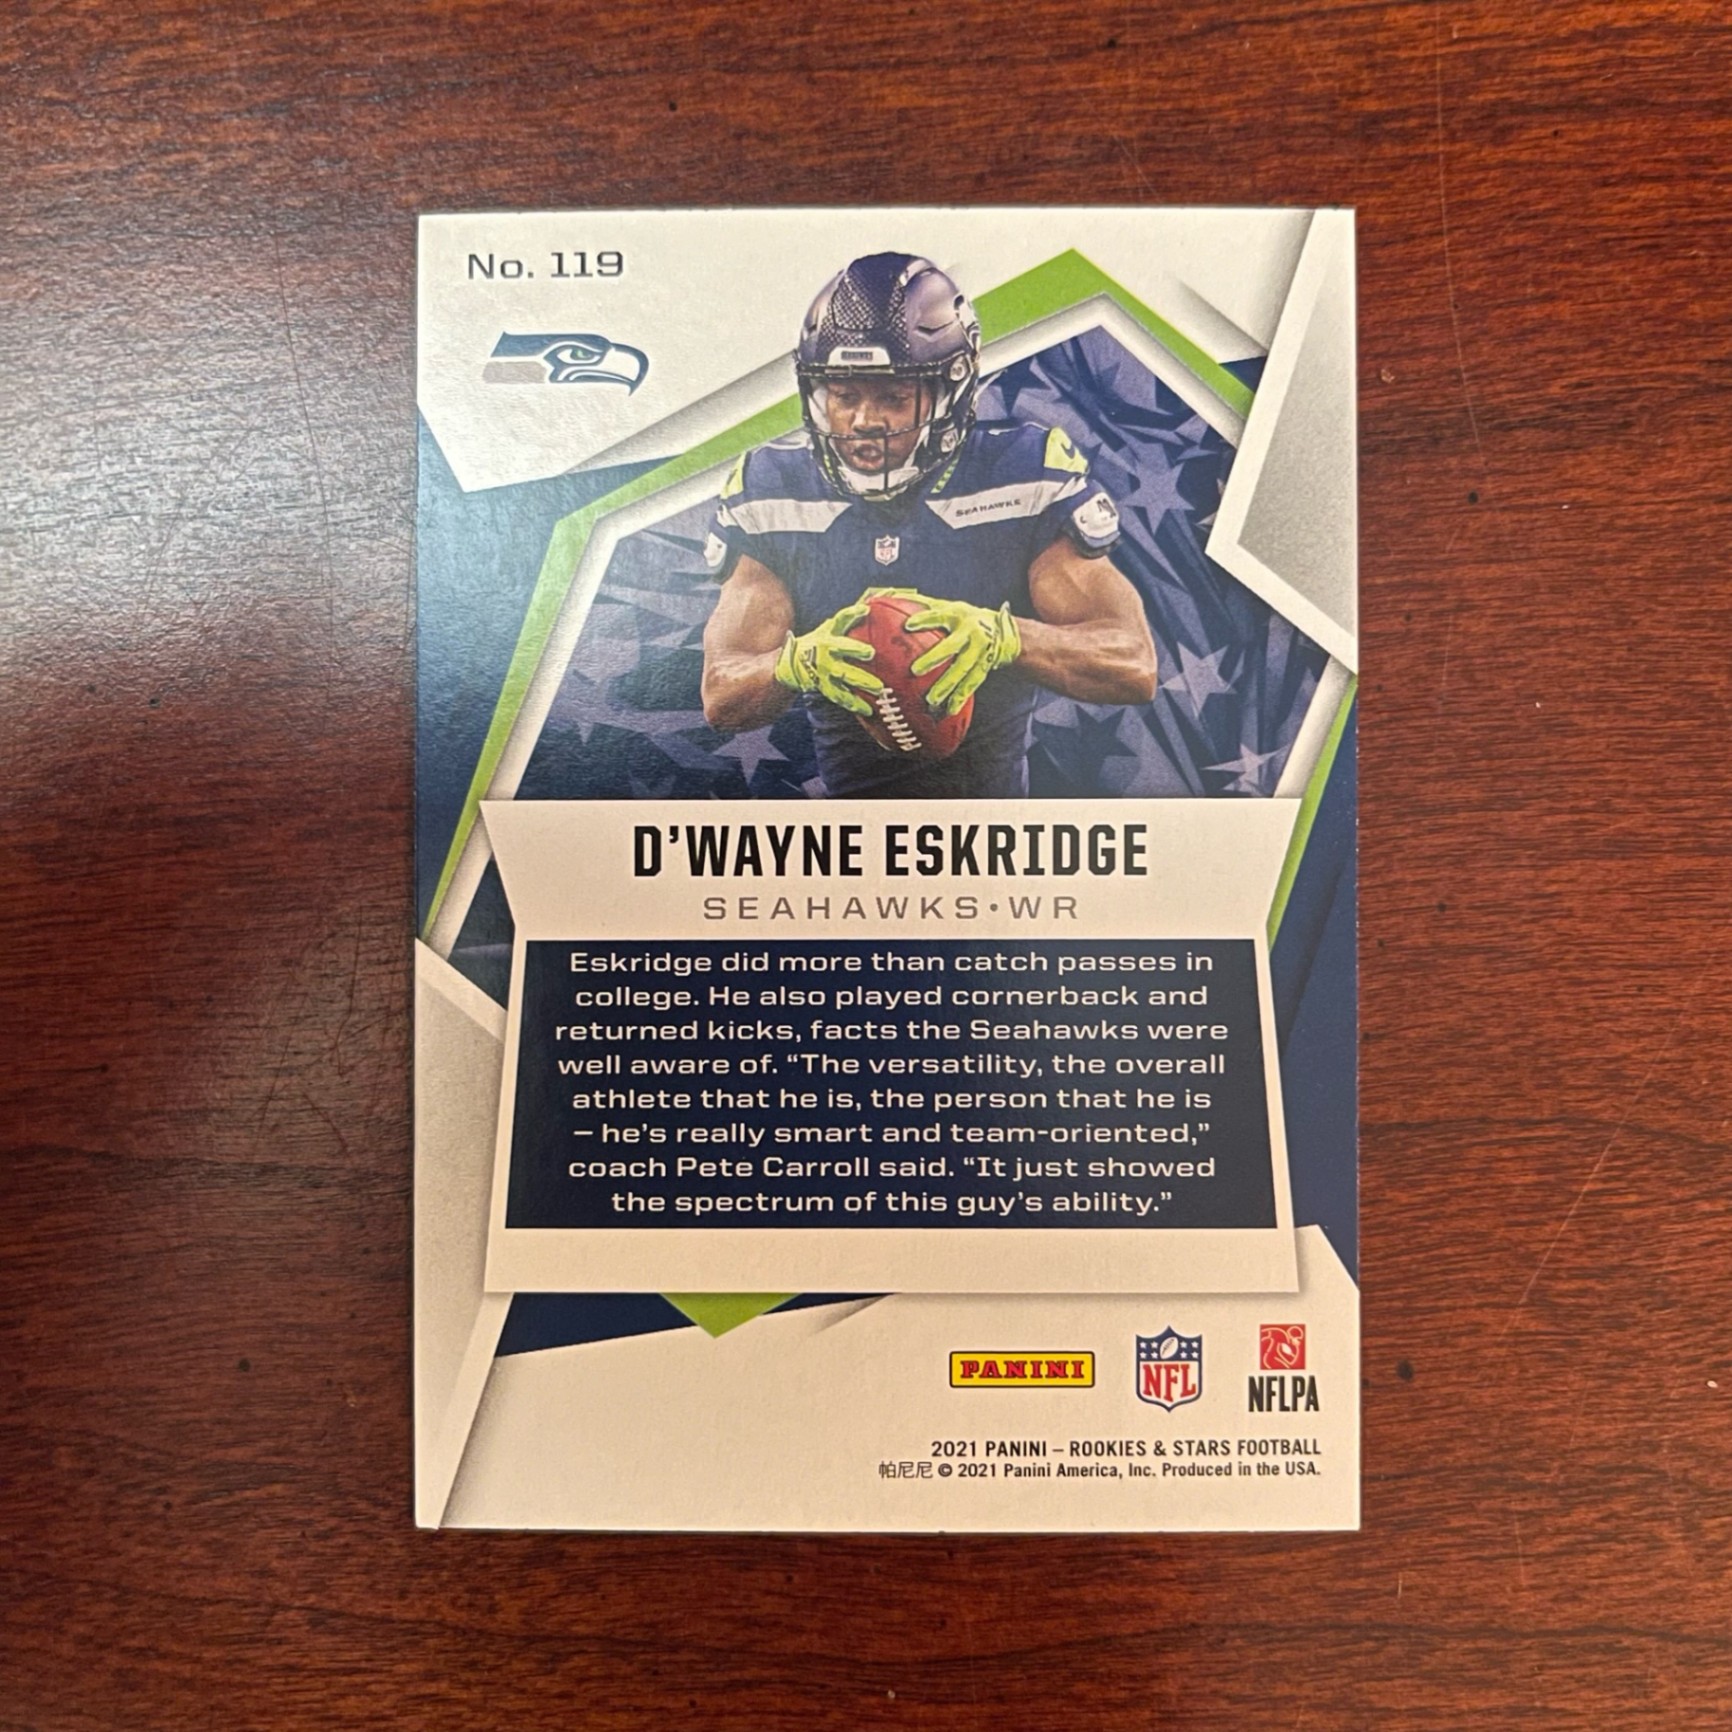 No. 119
SEAHAWKS
D'WAYNE ESKRIDGE
SEAHAWKS•WR
Eskridge did more than catch passes in
college. He also played cornerback and
returned kicks, facts the Seahawks were
well aware of. “The versatility, the overall
athlete that he is, the person that he is
– he's really smart and team-oriented,”
coach Pete Carroll said. “It just showed
the spectrum of this guy's ability.”
PANINI
NFL
NFLPA
2021 PANINI – ROOKIES & STARS FOOTBALL
帕尼尼 © 2021 Panini America, Inc. Produced in the USA.